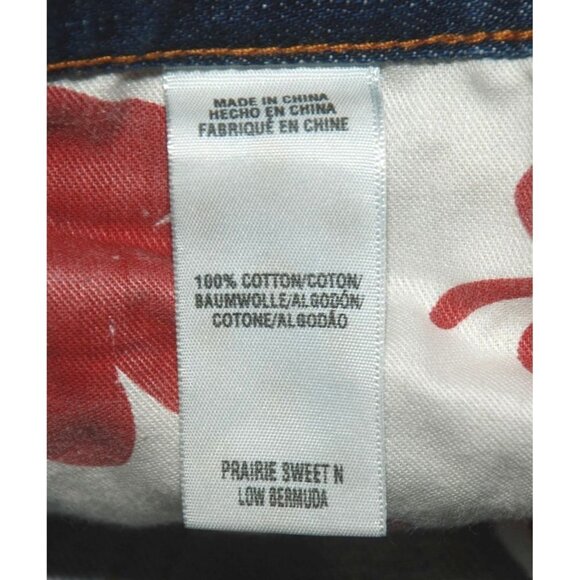 MADE IN CHINA
HECHO EN CHINA
FABRIQUÉ EN CHINE
100% COTTON/COTON/
BAUMWOLLE/ALGODÓN/
COTONE/ALGODÃO
PRAIRIE SWEET N
LOW BERMUDA